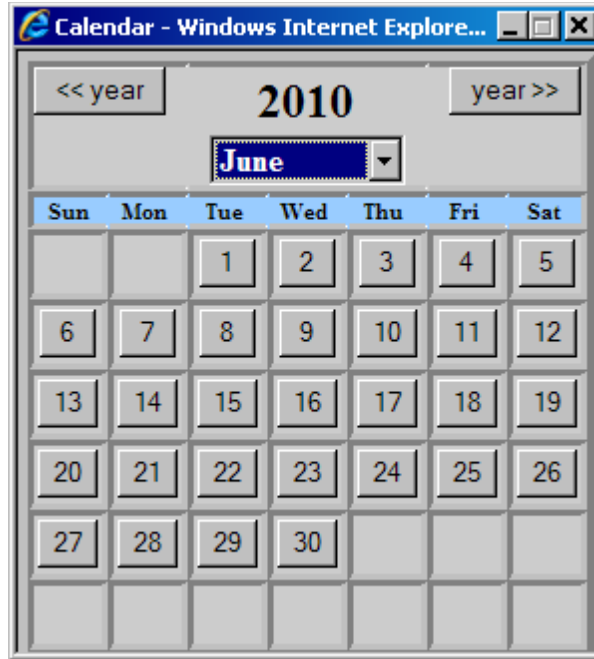 Calendar - Windows Internet Explore...
<< year 2010 year >>
June
Sun Mon Tue Wed Thu Fri Sat
1 2 3 4 5
6 7 8 9 10 11 12
13 14 15 16 17 18 19
20 21 22 23 24 25 26
27 28 29 30